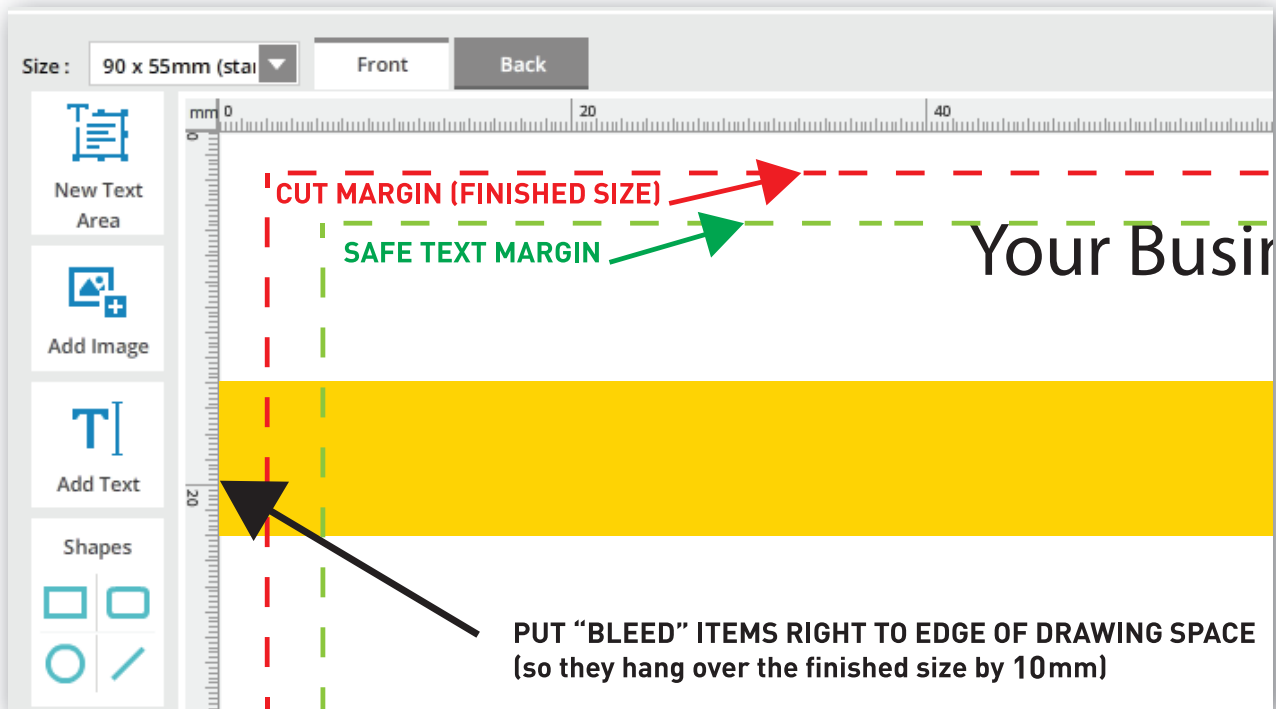 Size : 90 x 55mm (stai Front Back
mm 0 20 40
0
New Text
Area
CUT MARGIN (FINISHED SIZE)
SAFE TEXT MARGIN
Your Busin
Add Image
Add Text
20
Shapes
PUT “BLEED” ITEMS RIGHT TO EDGE OF DRAWING SPACE
(so they hang over the finished size by 10mm)